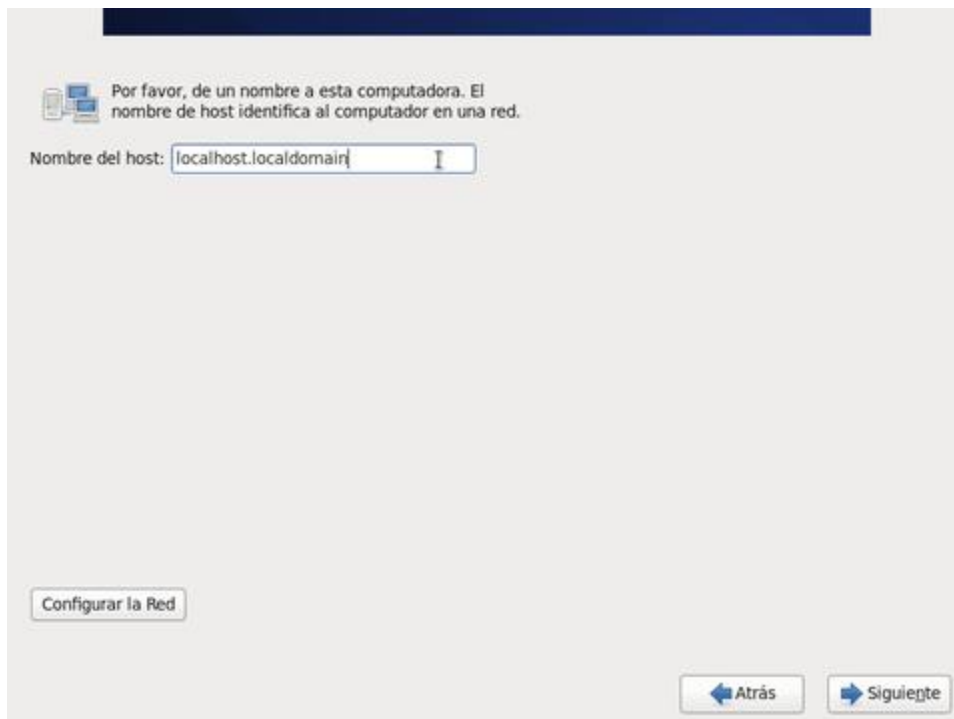 Por favor, de un nombre a esta computadora. El
nombre de host identifica al computador en una red.
Nombre del host: localhost.localdomain
Configurar la Red
Atrás
Siguiente